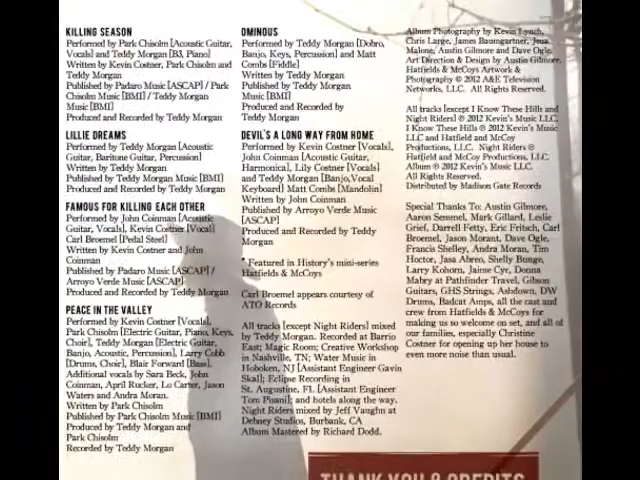 KILLING SEASON
Performed by Park Chisolm [Acoustic Guitar,
Vocals] and Teddy Morgan [B3, Piano]
Written by Kevin Costner, Park Chisolm and
Teddy Morgan
Published by Padaro Music [ASCAP] / Park
Chisolm Music [BMI] / Teddy Morgan
Music [BMI]
Produced and Recorded by Teddy Morgan
LILLIE DREAMS
Performed by Teddy Morgan [Acoustic
Guitar, Baritone Guitar, Percussion]
Written by Teddy Morgan
Published by Teddy Morgan Music [BMI]
Produced and Recorded by Teddy Morgan
FAMOUS FOR KILLING EACH OTHER
Performed by John Coinman [Acoustic
Guitar, Vocals], Kevin Costner [Vocal]
Carl Broemel [Pedal Steel]
Written by Kevin Costner and John
Coinman
Published by Padaro Music [ASCAP] /
Arroyo Verde Music [ASCAP]
Produced and Recorded by Teddy Morgan
PEACE IN THE VALLEY
Performed by Kevin Costner [Vocals],
Park Chisolm [Electric Guitar, Piano, Keys,
Choir], Teddy Morgan [Electric Guitar,
Banjo, Acoustic, Percussion], Larry Cobb
[Drums, Choir], Blair Forward [Bass],
Additional vocals by Sara Beck, John
Coinman, April Rucker, Lo Carter, Jason
Waters and Andra Moran.
Written by Park Chisolm
Published by Park Chisolm Music [BMI]
Produced by Teddy Morgan and
Park Chisolm
Recorded by Teddy Morgan
OMINOUS
Performed by Teddy Morgan [Dobro,
Banjo, Keys, Percussion] and Matt
Combs [Fiddle]
Written by Teddy Morgan
Published by Teddy Morgan
Music [BMI]
Produced and Recorded by
Teddy Morgan
DEVIL'S A LONG WAY FROM HOME
Performed by Kevin Costner [Vocals],
John Coinman [Acoustic Guitar,
Harmonica], Lily Costner [Vocals]
and Teddy Morgan [Banjo,Vocal
Keyboard] Matt Combs [Mandolin]
Written by John Coinman
Published by Arroyo Verde Music
[ASCAP]
Produced and Recorded by Teddy
Morgan
* Featured in History's mini-series
Hatfields & McCoys
Carl Broemel appears courtesy of
ATO Records
All tracks [except Night Riders] mixed
by Teddy Morgan. Recorded at Barrio
East; Magic Room; Creative Workshop
in Nashville, TN; Water Music in
Hoboken, NJ [Assistant Engineer Gavin
Skal]; Eclipse Recording in
St. Augustine, FL [Assistant Engineer
Tom Pisani]; and hotels along the way.
Night Riders mixed by Jeff Vaughn at
Debney Studios, Burbank, CA
Album Mastered by Richard Dodd.
Album Photography by Kevin Lynch,
Chris Large, James Baumgartner, Jena
Malone, Austin Gilmore and Dave Ogle.
Art Direction & Design by Austin Gilmore.
Hatfields & McCoys Artwork &
Photography © 2012 A&E Television
Networks, LLC. All Rights Reserved.
All tracks [except I Know These Hills and
Night Riders] ℗ 2012 Kevin's Music LLC.
I Know These Hills ℗ 2012 Kevin's Music
LLC and Hatfield and McCoy
Productions, LLC. Night Riders ℗
Hatfield and McCoy Productions, LLC.
Album ℗ 2012 Kevin's Music LLC.
All Rights Reserved.
Distributed by Madison Gate Records
Special Thanks To: Austin Gilmore,
Aaron Semmel, Mark Gillard, Leslie
Grief, Darrell Fetty, Eric Fritsch, Carl
Broemel, Jason Morant, Dave Ogle,
Francis Shelley, Andra Moran, Tim
Hoctor, Jasa Abreo, Shelly Bunge,
Larry Kohorn, Jaime Cyr, Donna
Mabry at Pathfinder Travel, Gibson
Guitars, GHS Strings, Ashdown, DW
Drums, Badcat Amps, all the cast and
crew from Hatfields & McCoys for
making us so welcome on set, and all of
our families, especially Christine
Costner for opening up her house to
even more noise than usual.
THANK YOU & CREDITS